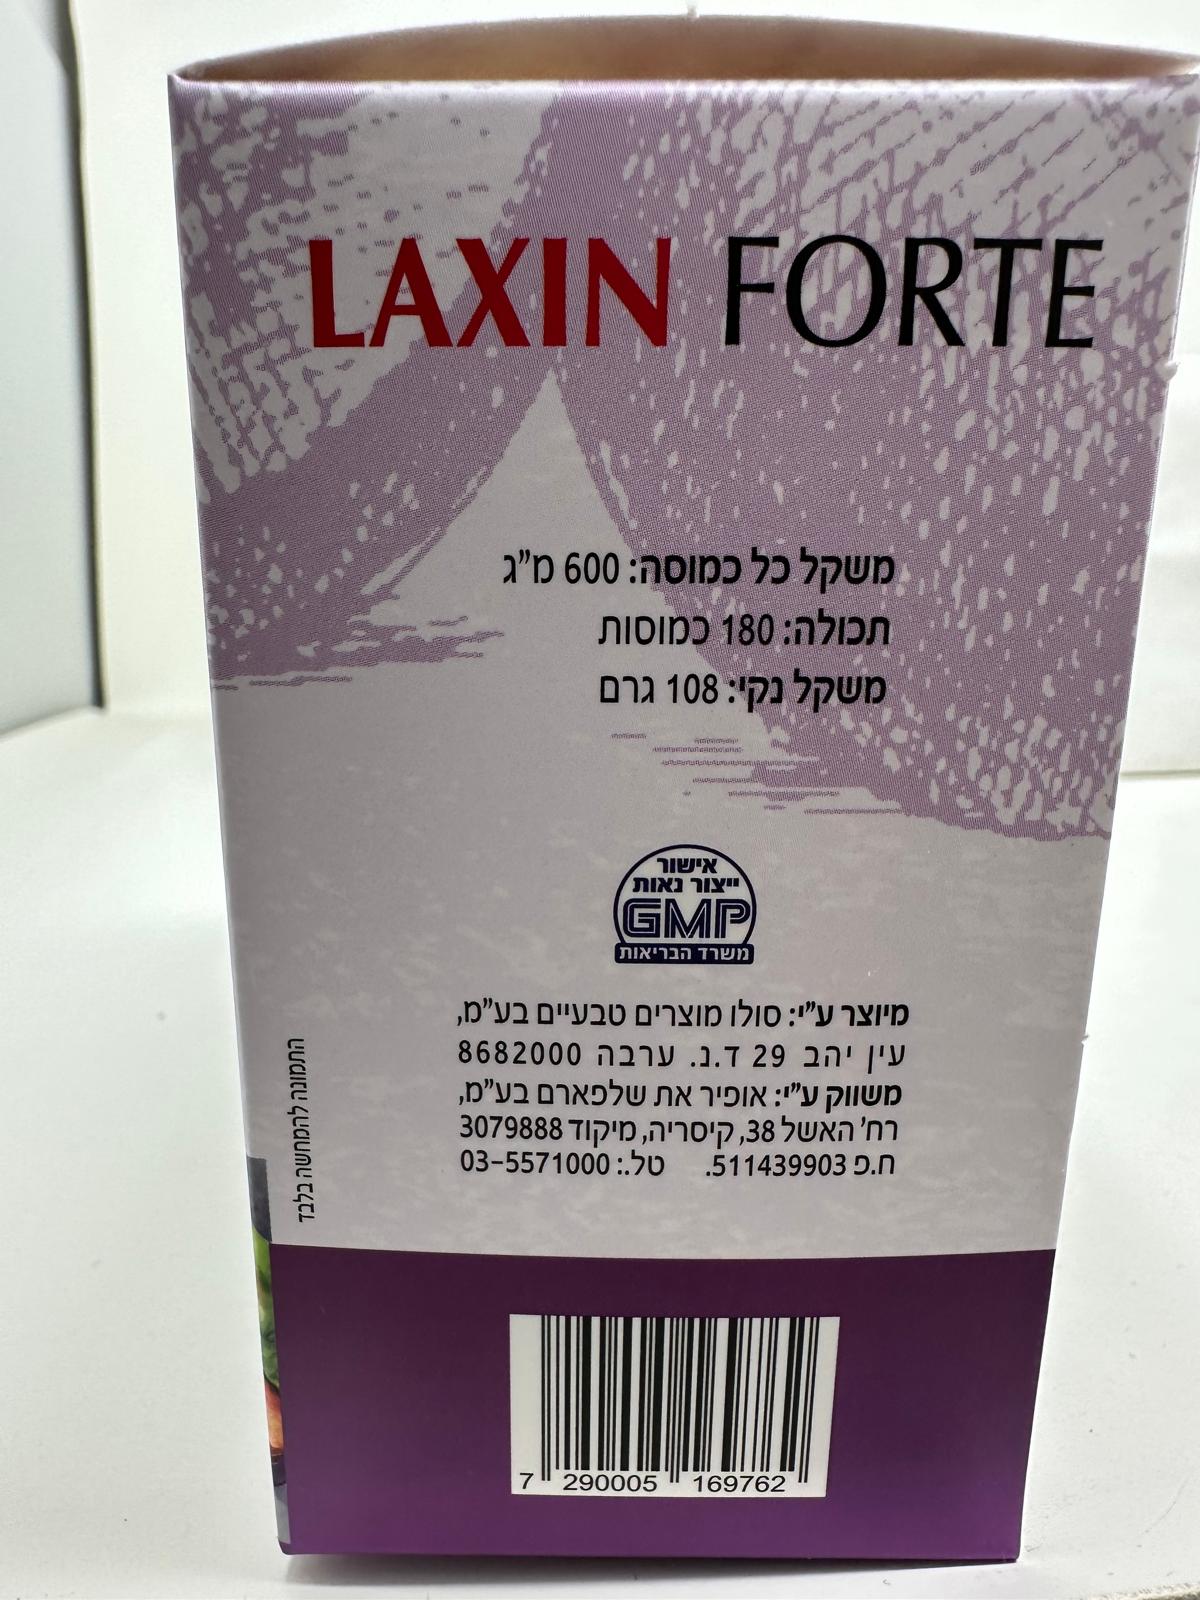 LAXIN FORTE
משקל כל כמוסה: 600 מ"ג
תכולה: 180 כמוסות
משקל נקי: 108 גרם
אישור
ייצור נאות
GMP
משרד הבריאות
מיוצר ע"י: סולו מוצרים טבעיים בע"מ,
עין יהב 29 ד.נ. ערבה 8682000
משווק ע"י: אופיר את שלפארם בע"מ,
רח' האשל 38, קיסריה, מיקוד 3079888
ח.פ 511439903. טל.: 03-5571000
התמונה להמחשה בלבד
7 290005 169762